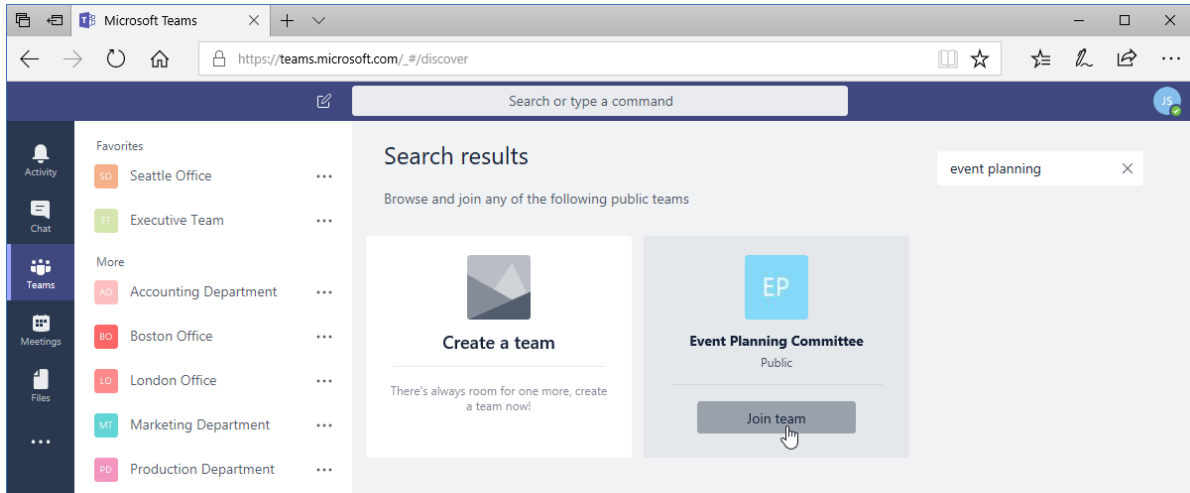 Microsoft Teams
https://teams.microsoft.com/_#/discover
Search or type a command
JS
Activity
Chat
Teams
Meetings
Files
Favorites
SO Seattle Office
ET Executive Team
More
AD Accounting Department
BO Boston Office
LO London Office
MT Marketing Department
PD Production Department
Search results
event planning
Browse and join any of the following public teams
Create a team
There's always room for one more, create
a team now!
EP
Event Planning Committee
Public
Join team